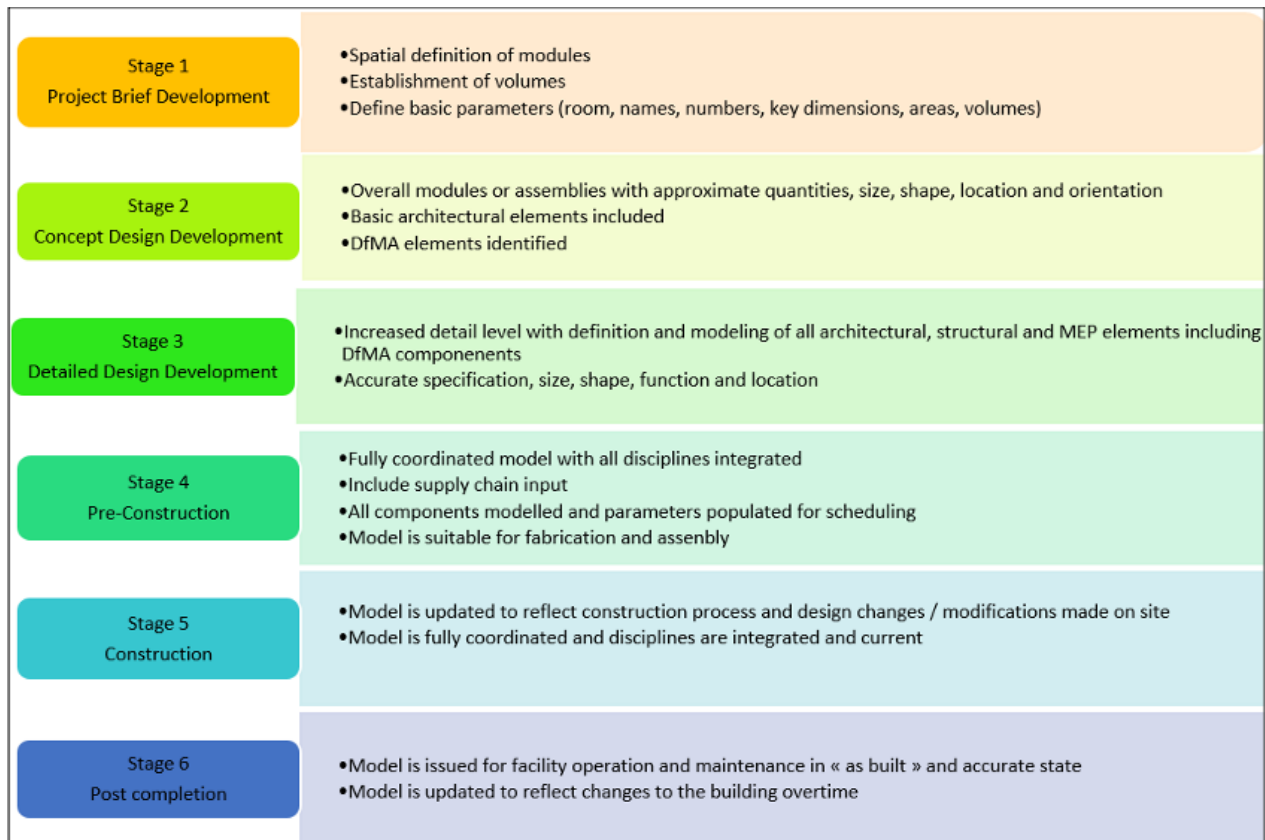 Stage 1
Project Brief Development
•Spatial definition of modules
•Establishment of volumes
•Define basic parameters (room, names, numbers, key dimensions, areas, volumes)
Stage 2
Concept Design Development
•Overall modules or assemblies with approximate quantities, size, shape, location and orientation
•Basic architectural elements included
•DfMA elements identified
Stage 3
Detailed Design Development
•Increased detail level with definition and modeling of all architectural, structural and MEP elements including
DfMA componenents
•Accurate specification, size, shape, function and location
Stage 4
Pre-Construction
•Fully coordinated model with all disciplines integrated
•Include supply chain input
•All components modelled and parameters populated for scheduling
•Model is suitable for fabrication and assenbly
Stage 5
Construction
•Model is updated to reflect construction process and design changes / modifications made on site
•Model is fully coordinated and disciplines are integrated and current
Stage 6
Post completion
•Model is issued for facility operation and maintenance in « as built » and accurate state
•Model is updated to reflect changes to the building overtime